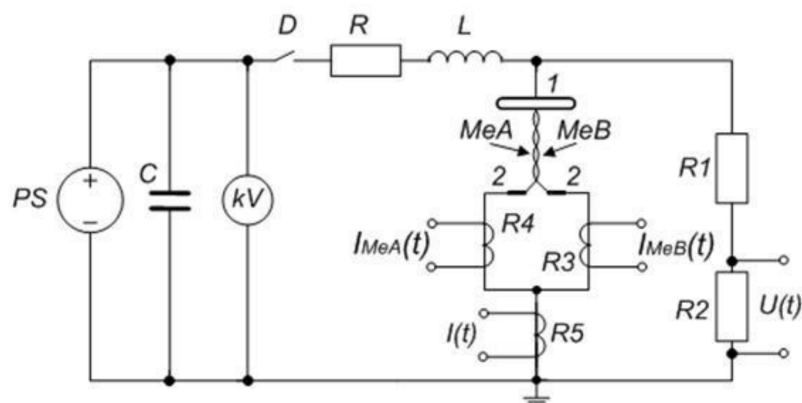 D R L
1
MeA MeB
C
2 2
R1
PS + − kV
R4
IMeA(t) IMeB(t)
R3
R2 U(t)
I(t) R5